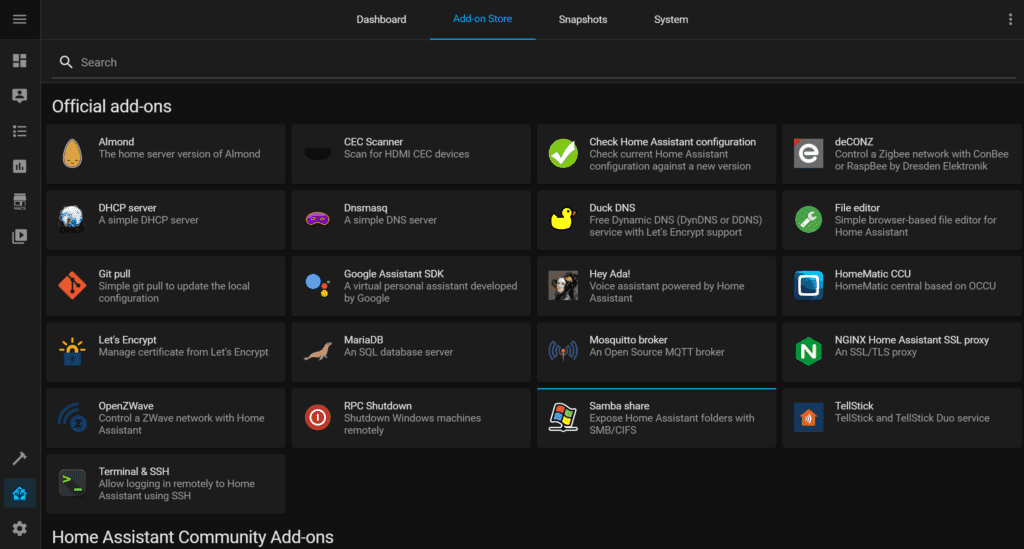 Dashboard
Add-on Store
Snapshots
System
Search
Official add-ons
Almond
The home server version of Almond
CEC Scanner
Scan for HDMI CEC devices
Check Home Assistant configuration
Check current Home Assistant
configuration against a new version
deCONZ
Control a Zigbee network with ConBee
or RaspBee by Dresden Elektronik
DHCP
DHCP server
A simple DHCP server
Dnsmasq
A simple DNS server
Duck DNS
Free Dynamic DNS (DynDNS or DDNS)
service with Let's Encrypt support
File editor
Simple browser-based file editor for
Home Assistant
HACS
Git pull
Simple git pull to update the local
configuration
Google Assistant SDK
A virtual personal assistant developed
by Google
Hey Ada!
Voice assistant powered by Home
Assistant
HomeMatic CCU
HomeMatic central based on OCCU
Let's Encrypt
Manage certificate from Let's Encrypt
MariaDB
An SQL database server
Mosquitto broker
An Open Source MQTT broker
N
NGINX Home Assistant SSL proxy
An SSL/TLS proxy
OpenZWave
Control a ZWave network with Home
Assistant
RPC Shutdown
Shutdown Windows machines
remotely
Samba share
Expose Home Assistant folders with
SMB/CIFS
TellStick
TellStick and TellStick Duo service
Terminal & SSH
Allow logging in remotely to Home
Assistant using SSH
Home Assistant Community Add-ons